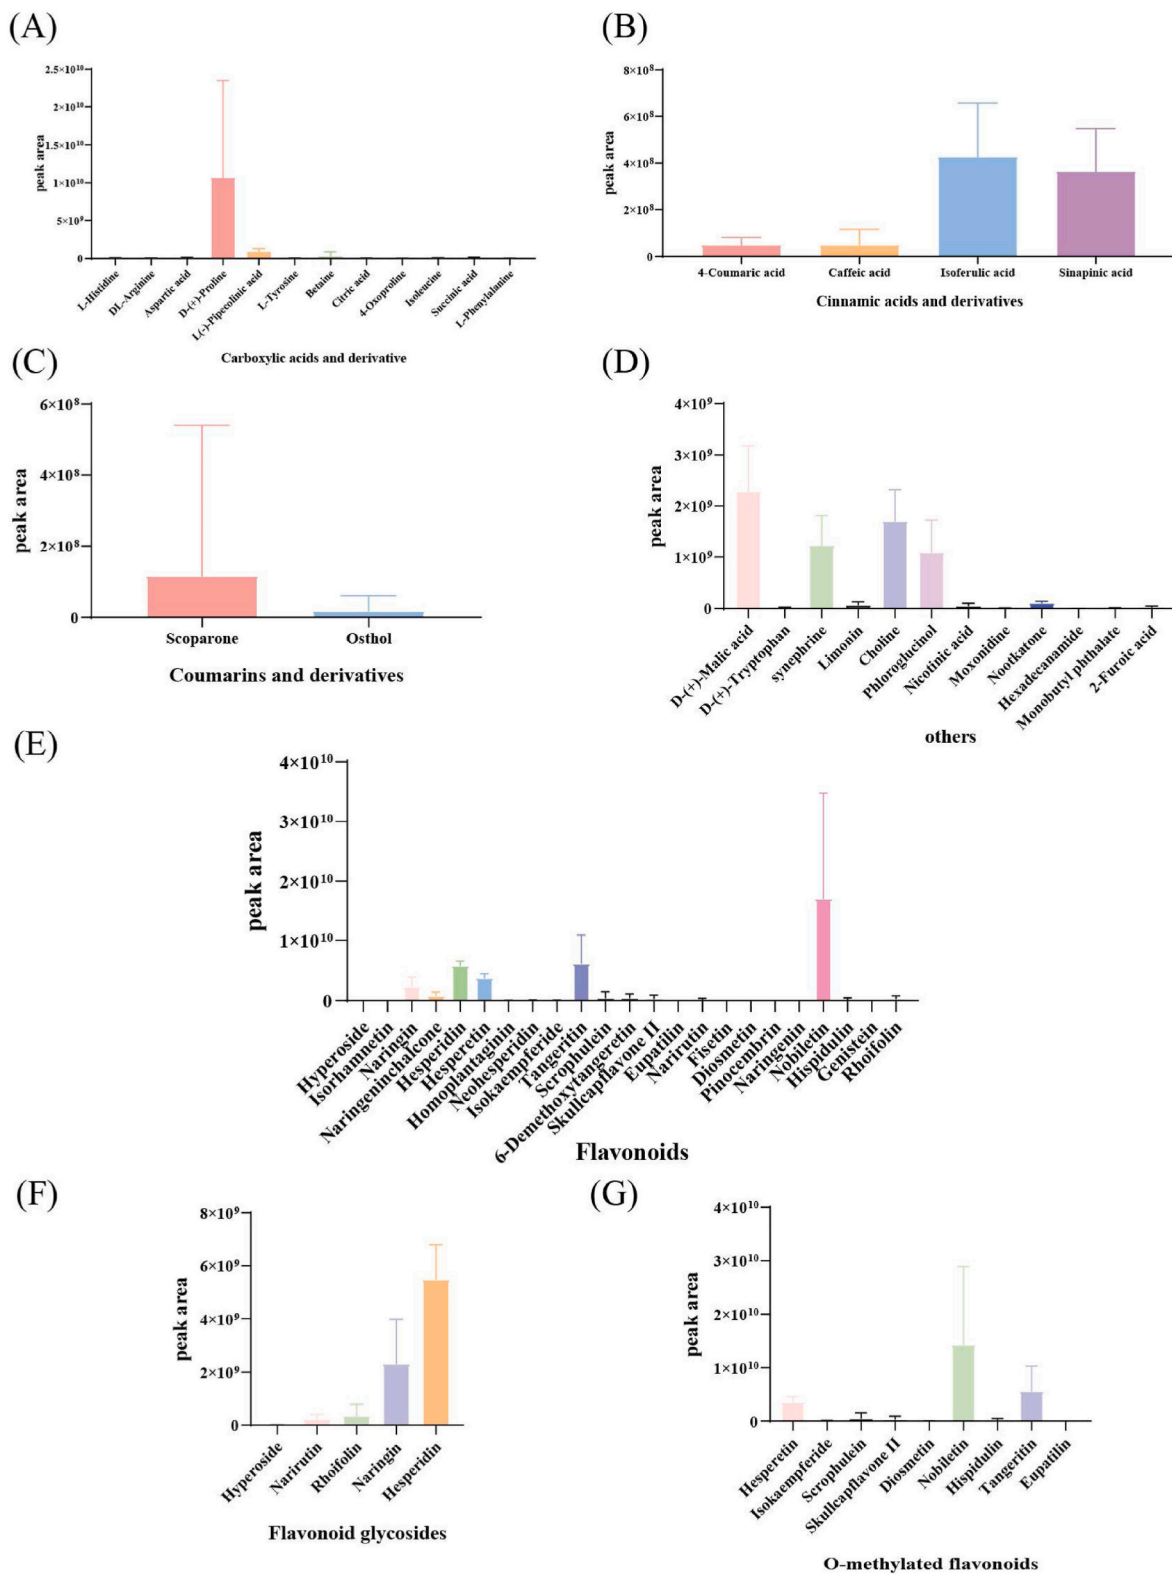 (A)
2.5×10¹⁰
2×10¹⁰
1.5×10¹⁰
1×10¹⁰
5×10⁹
0
peak area
L-Histidine
DL-Arginine
Aspartic acid
D-(+)-Proline
L(-)-Pipecolinic acid
L-Tyrosine
Betaine
Citric acid
4-Oxoproline
Isoleucine
Succinic acid
L-Phenylalanine
Carboxylic acids and derivative
(B)
8×10⁸
6×10⁸
4×10⁸
2×10⁸
0
peak area
4-Coumaric acid
Caffeic acid
Isoferulic acid
Sinapinic acid
Cinnamic acids and derivatives
(C)
6×10⁸
4×10⁸
2×10⁸
0
peak area
Scoparone
Osthol
Coumarins and derivatives
(D)
4×10⁹
3×10⁹
2×10⁹
1×10⁹
0
peak area
D-(+)-Malic acid
D-(+)-Tryptophan
synephrine
Limonin
Choline
Phloroglucinol
Nicotinic acid
Moxonidine
Nootkatone
Hexadecanamide
Monobutyl phthalate
2-Furoic acid
others
(E)
4×10¹⁰
3×10¹⁰
2×10¹⁰
1×10¹⁰
0
peak area
Hyperoside
Isorhamnetin
Naringin
Naringeninchalcone
Hesperidin
Hesperetin
Homoplantaginin
Neohesperidin
Isokaempferide
Tangeritin
Scrophulein
6-Demethoxytangeretin
Skullcapflavone II
Eupatilin
Narirutin
Fisetin
Diosmetin
Pinocembrin
Naringenin
Nobiletin
Hispidulin
Genistein
Rhoifolin
Flavonoids
(F)
8×10⁹
6×10⁹
4×10⁹
2×10⁹
0
peak area
Hyperoside
Narirutin
Rhoifolin
Naringin
Hesperidin
Flavonoid glycosides
(G)
4×10¹⁰
3×10¹⁰
2×10¹⁰
1×10¹⁰
0
peak area
Hesperetin
Isokaempferide
Scrophulein
Skullcapflavone II
Diosmetin
Nobiletin
Hispidulin
Tangeritin
Eupatilin
O-methylated flavonoids